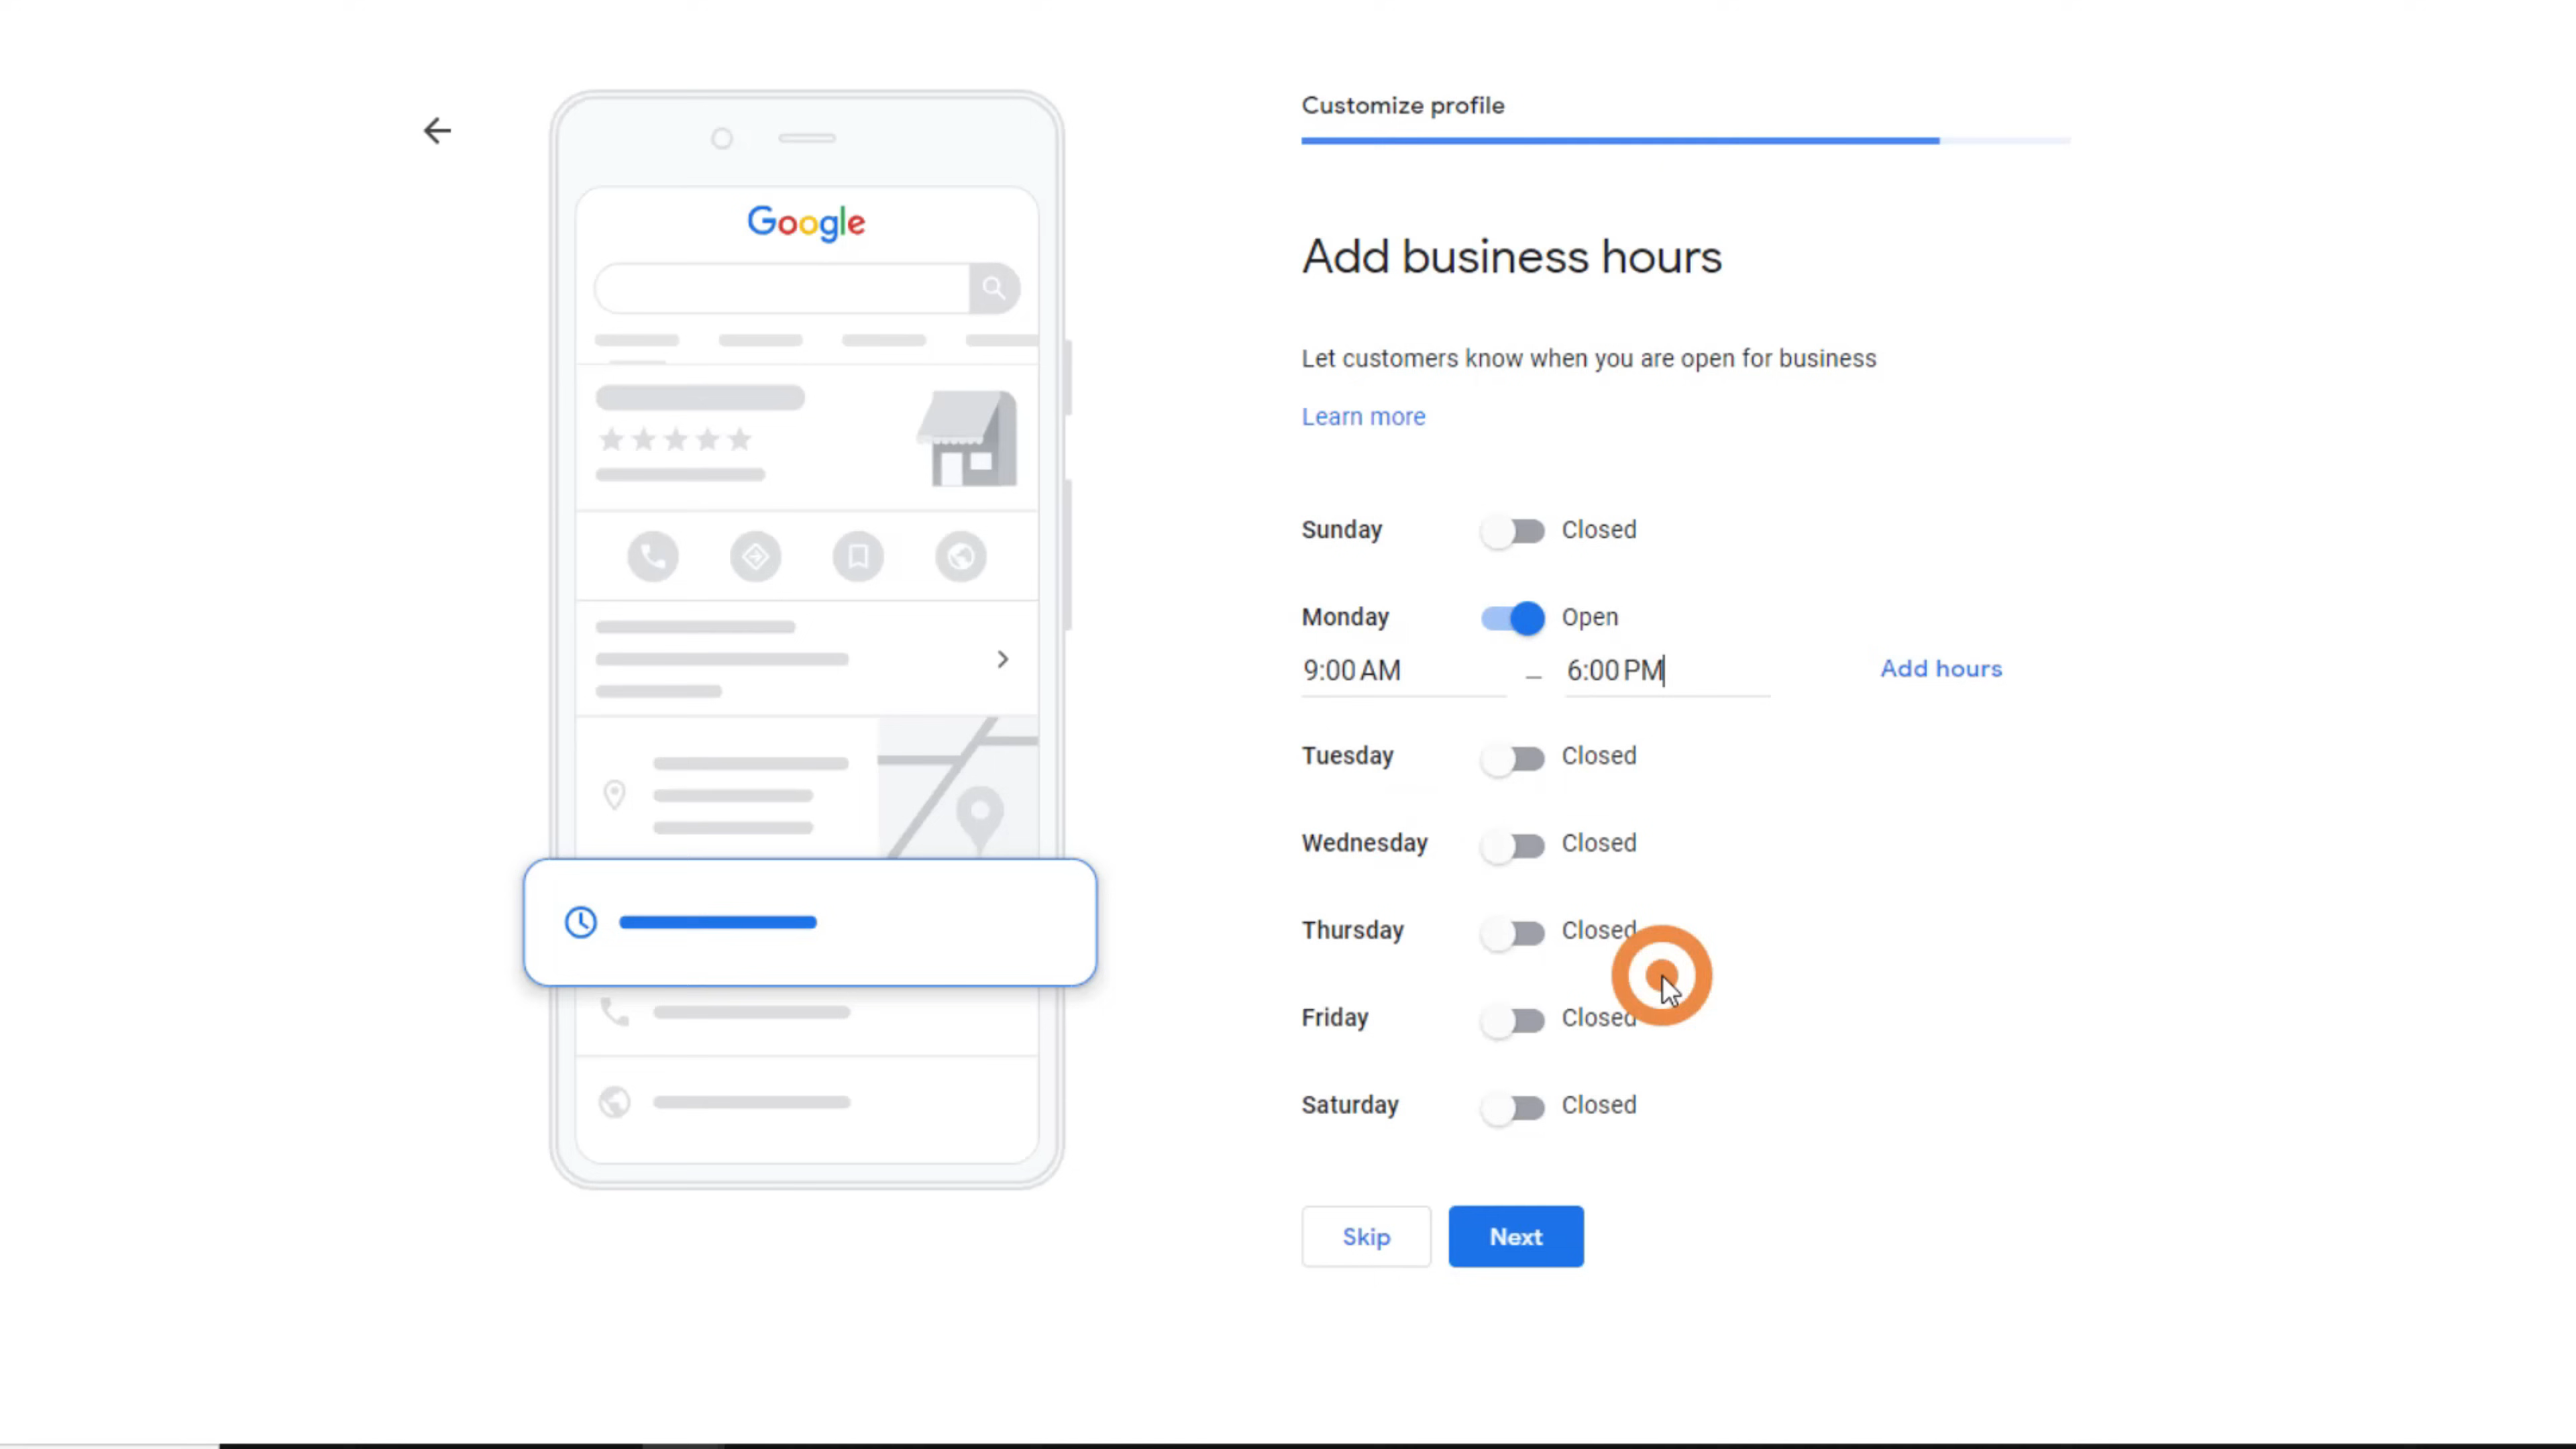 Google
Customize profile
Add business hours
Let customers know when you are open for business
Learn more
Sunday Closed
Monday Open
9:00 AM – 6:00 PM Add hours
Tuesday Closed
Wednesday Closed
Thursday Closed
Friday Closed
Saturday Closed
Skip Next